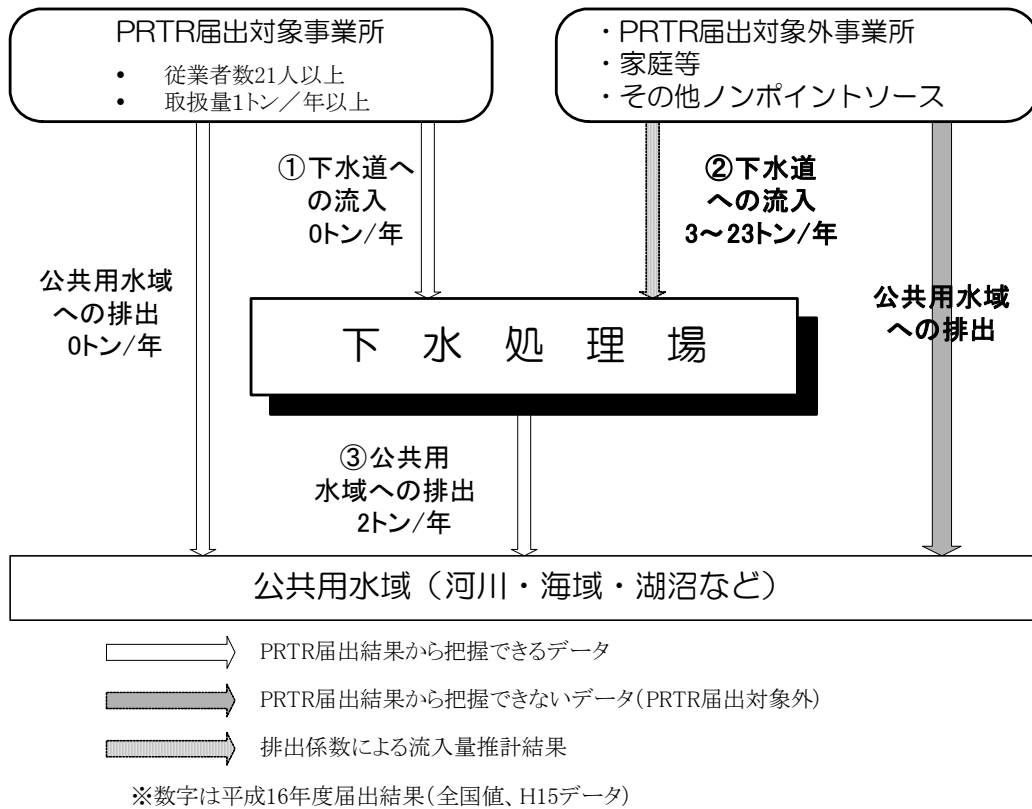 PRTR届出対象事業所
• 従業者数21人以上
• 取扱量1トン／年以上
・PRTR届出対象外事業所
・家庭等
・その他ノンポイントソース
①下水道へ
の流入
0トン/年
②下水道
への流入
3～23トン/年
公共用水域
への排出
0トン/年
公共用水域
への排出
下水処理場
③公共用
水域への排出
2トン/年
公共用水域（河川・海域・湖沼など）
PRTR届出結果から把握できるデータ
PRTR届出結果から把握できないデータ(PRTR届出対象外)
排出係数による流入量推計結果
※数字は平成16年度届出結果(全国値、H15データ)